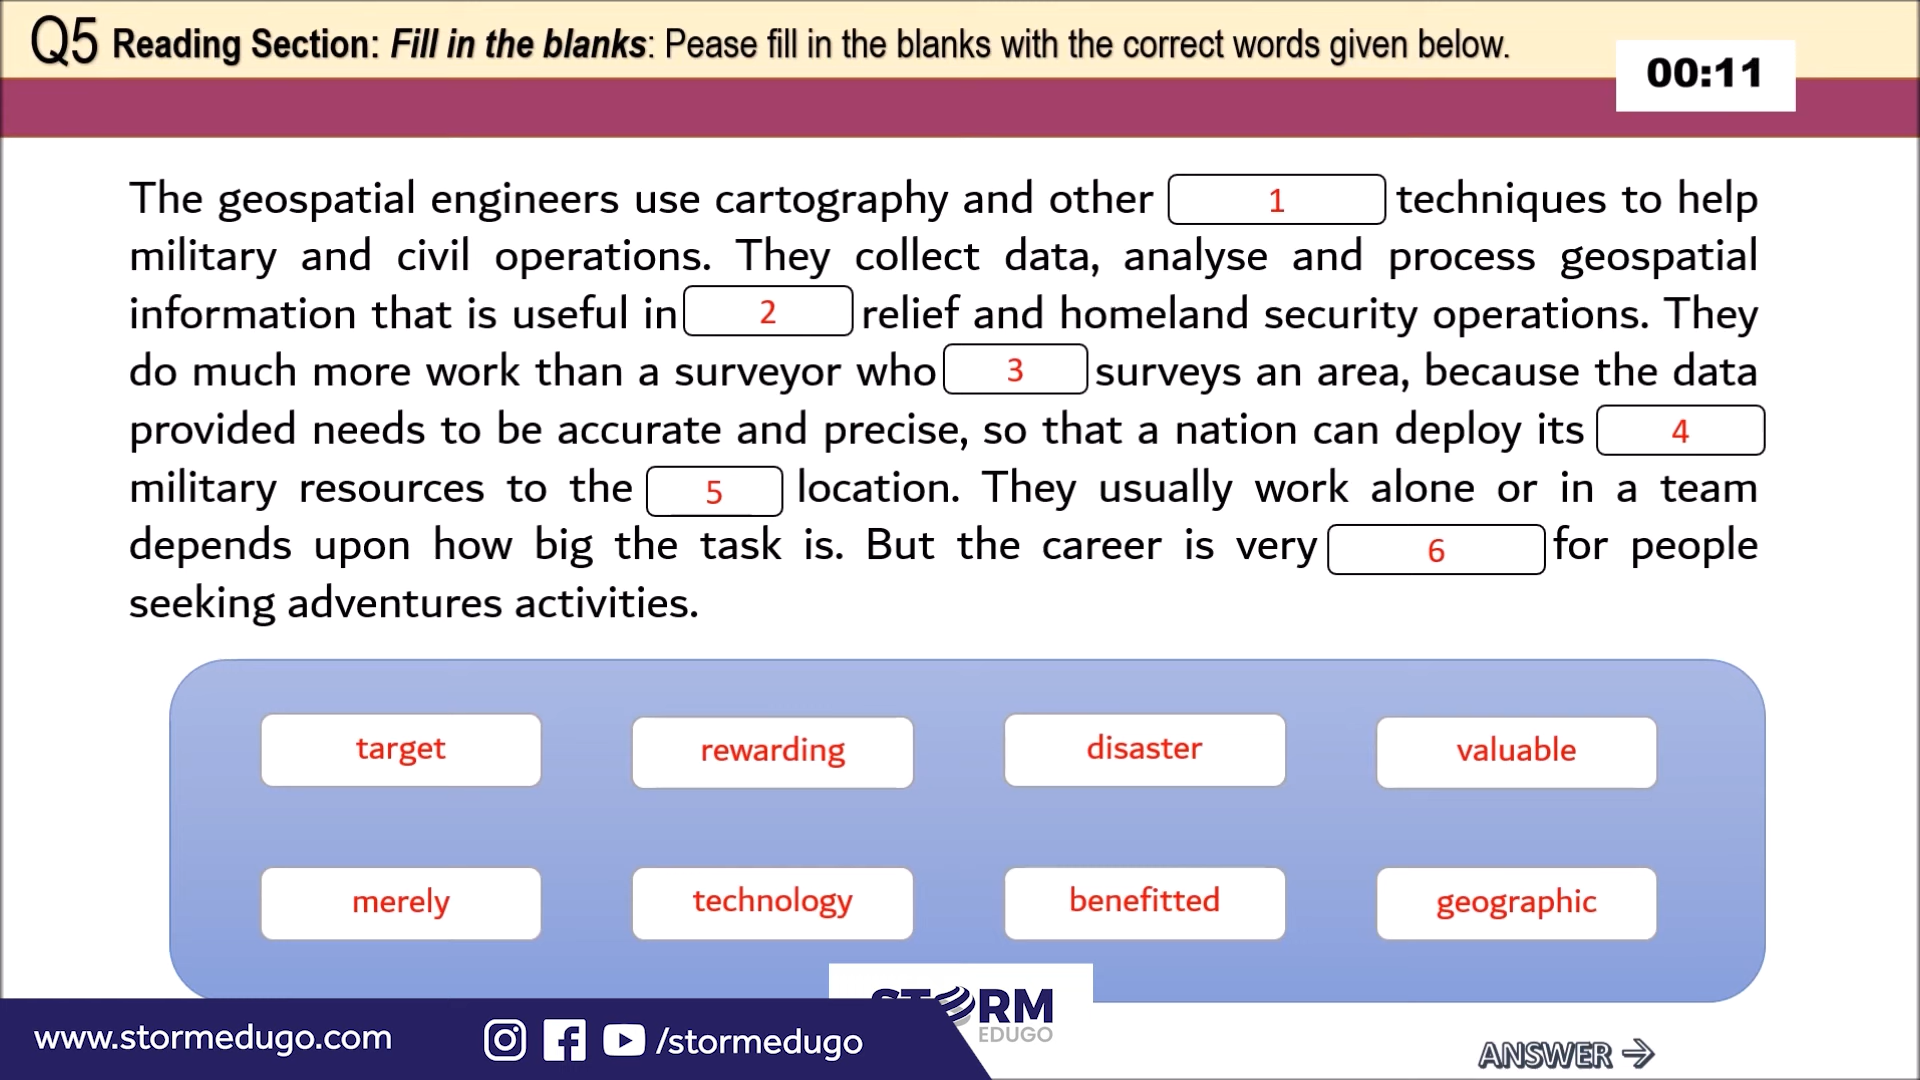 Q5 Reading Section: Fill in the blanks: Pease fill in the blanks with the correct words given below.
00:11
The geospatial engineers use cartography and other 1 techniques to help
military and civil operations. They collect data, analyse and process geospatial
information that is useful in 2 relief and homeland security operations. They
do much more work than a surveyor who 3 surveys an area, because the data
provided needs to be accurate and precise, so that a nation can deploy its 4
military resources to the 5 location. They usually work alone or in a team
depends upon how big the task is. But the career is very 6 for people
seeking adventures activities.
target rewarding disaster valuable
merely technology benefitted geographic
STORM
EDUGO
www.stormedugo.com /stormedugo
ANSWER